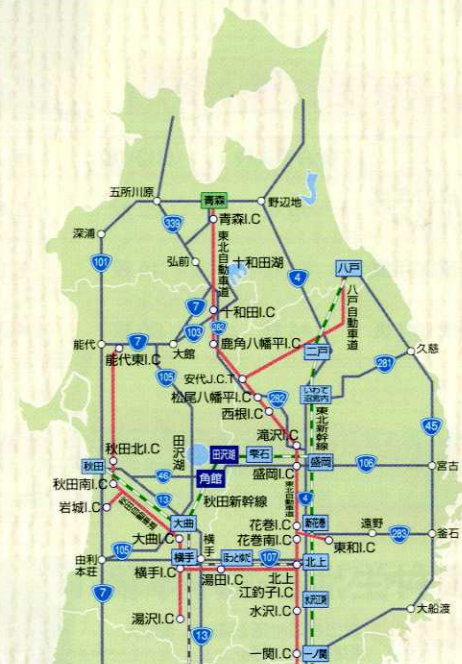 五所川原
青森
野辺地
青森I.C
339
深浦
東北自動車道
弘前
十和田湖
101
4
八戸
7
十和田I.C
八戸自動車道
103
282
能代
7
大館
鹿角八幡平I.C
二戸
久慈
能代東I.C
105
安代J.C.T
281
282
松尾八幡平I.C
いわて沼宮内
西根I.C
東北新幹線
45
田沢湖
滝沢I.C
秋田北I.C
秋田
田沢湖
雫石
盛岡
46
盛岡I.C
106
宮古
秋田南I.C
角館
13
秋田新幹線
東北自動車道
4
岩城I.C
秋田自動車道
大曲
花巻I.C
新花巻
遠野
283
釜石
大曲I.C
横手
花巻南I.C
東和I.C
105
由利本荘
横手
ほっとゆだ
107
北上
横手I.C
湯田I.C
北上江釣子I.C
7
水沢I.C
水沢江刺
大船渡
湯沢I.C
13
一関I.C
一ノ関